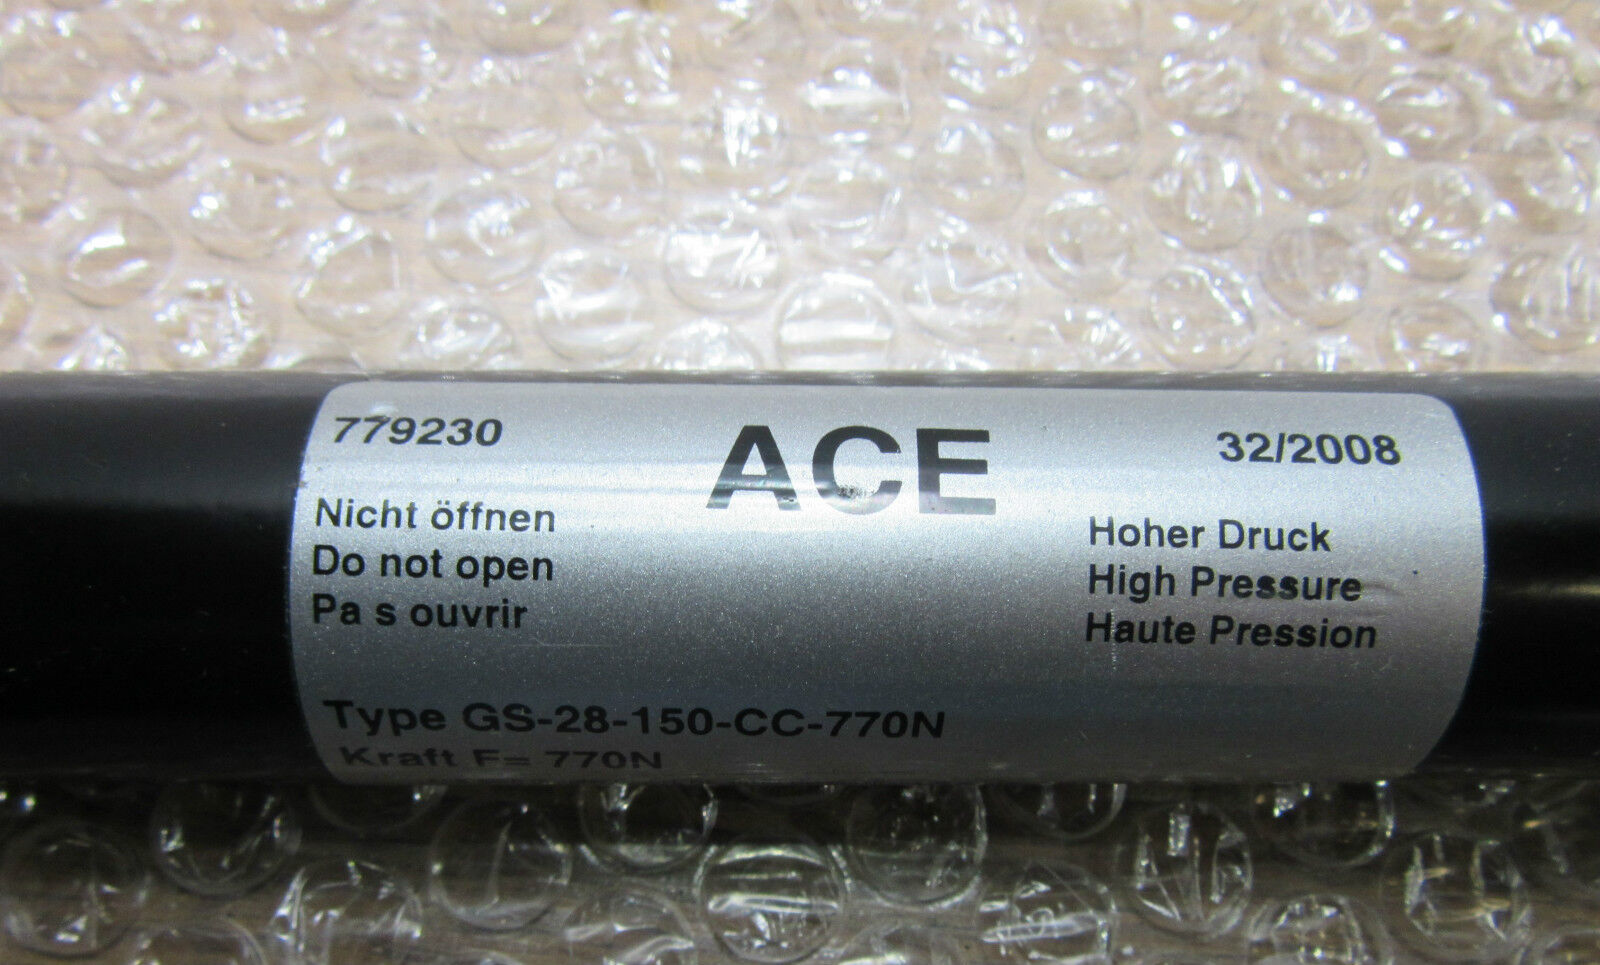 779230 ACE 32/2008
Nicht öffnen
Do not open
Pa s ouvrir
Hoher Druck
High Pressure
Haute Pression
Type GS-28-150-CC-770N
Kraft F= 770N